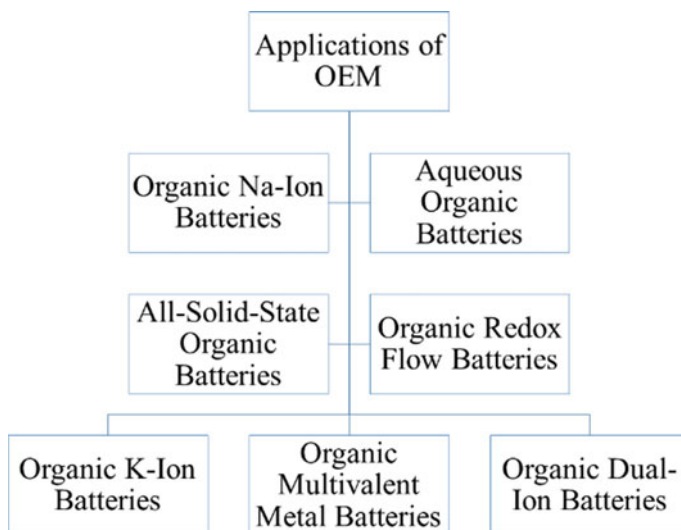 Applications of
OEM
Organic Na-Ion
Batteries
Aqueous
Organic
Batteries
All-Solid-State
Organic
Batteries
Organic Redox
Flow Batteries
Organic K-Ion
Batteries
Organic
Multivalent
Metal Batteries
Organic Dual-
Ion Batteries